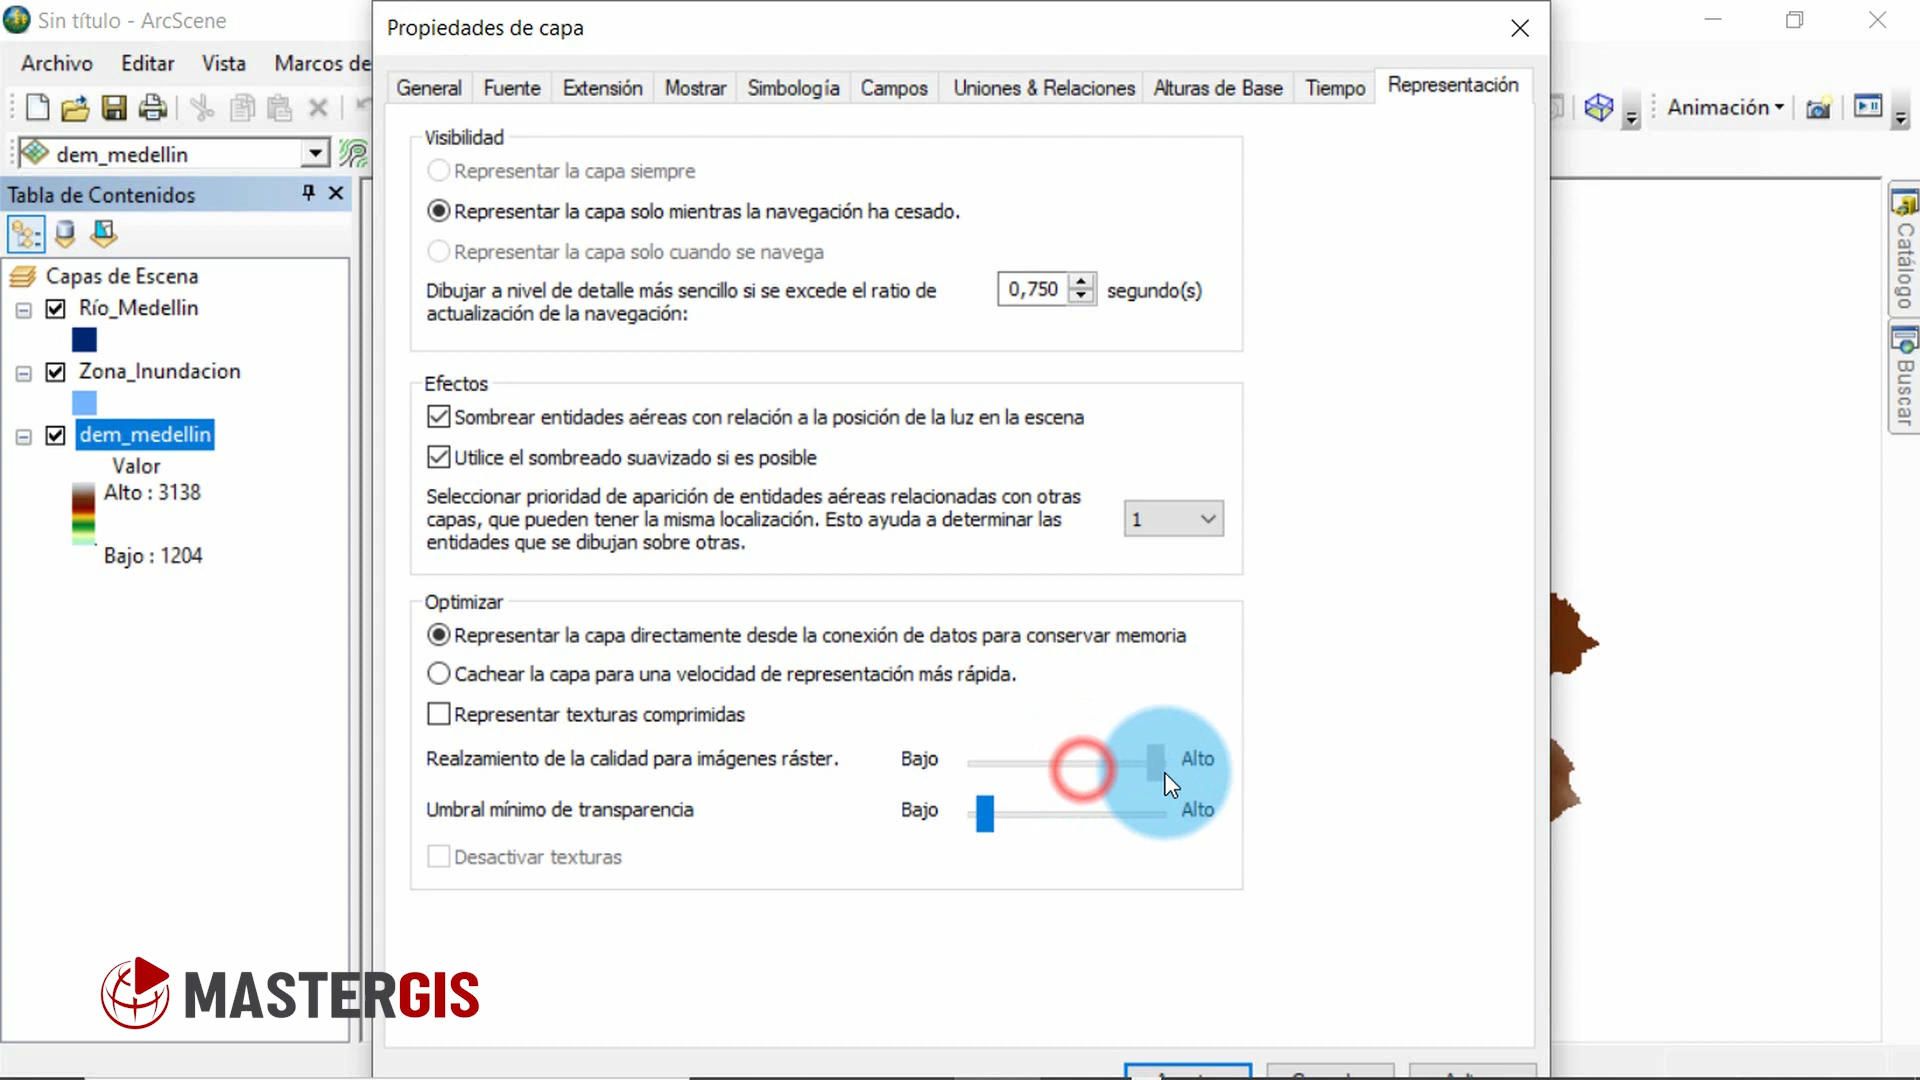 Sin título - ArcScene
Propiedades de capa
Archivo Editar Vista Marcos de
General Fuente Extensión Mostrar Simbología Campos Uniones & Relaciones Alturas de Base Tiempo Representación
Animación
dem_medellin
Tabla de Contenidos
Capas de Escena
Río_Medellin
Zona_Inundacion
dem_medellin
Valor
Alto : 3138
Bajo : 1204
Visibilidad
Representar la capa siempre
Representar la capa solo mientras la navegación ha cesado.
Representar la capa solo cuando se navega
Dibujar a nivel de detalle más sencillo si se excede el ratio de
actualización de la navegación:
0,750 segundo(s)
Efectos
Sombrear entidades aéreas con relación a la posición de la luz en la escena
Utilice el sombreado suavizado si es posible
Seleccionar prioridad de aparición de entidades aéreas relacionadas con otras
capas, que pueden tener la misma localización. Esto ayuda a determinar las
entidades que se dibujan sobre otras.
1
Optimizar
Representar la capa directamente desde la conexión de datos para conservar memoria
Cachear la capa para una velocidad de representación más rápida.
Representar texturas comprimidas
Realzamiento de la calidad para imágenes ráster. Bajo Alto
Umbral mínimo de transparencia Bajo Alto
Desactivar texturas
Catálogo
Buscar
MASTERGIS